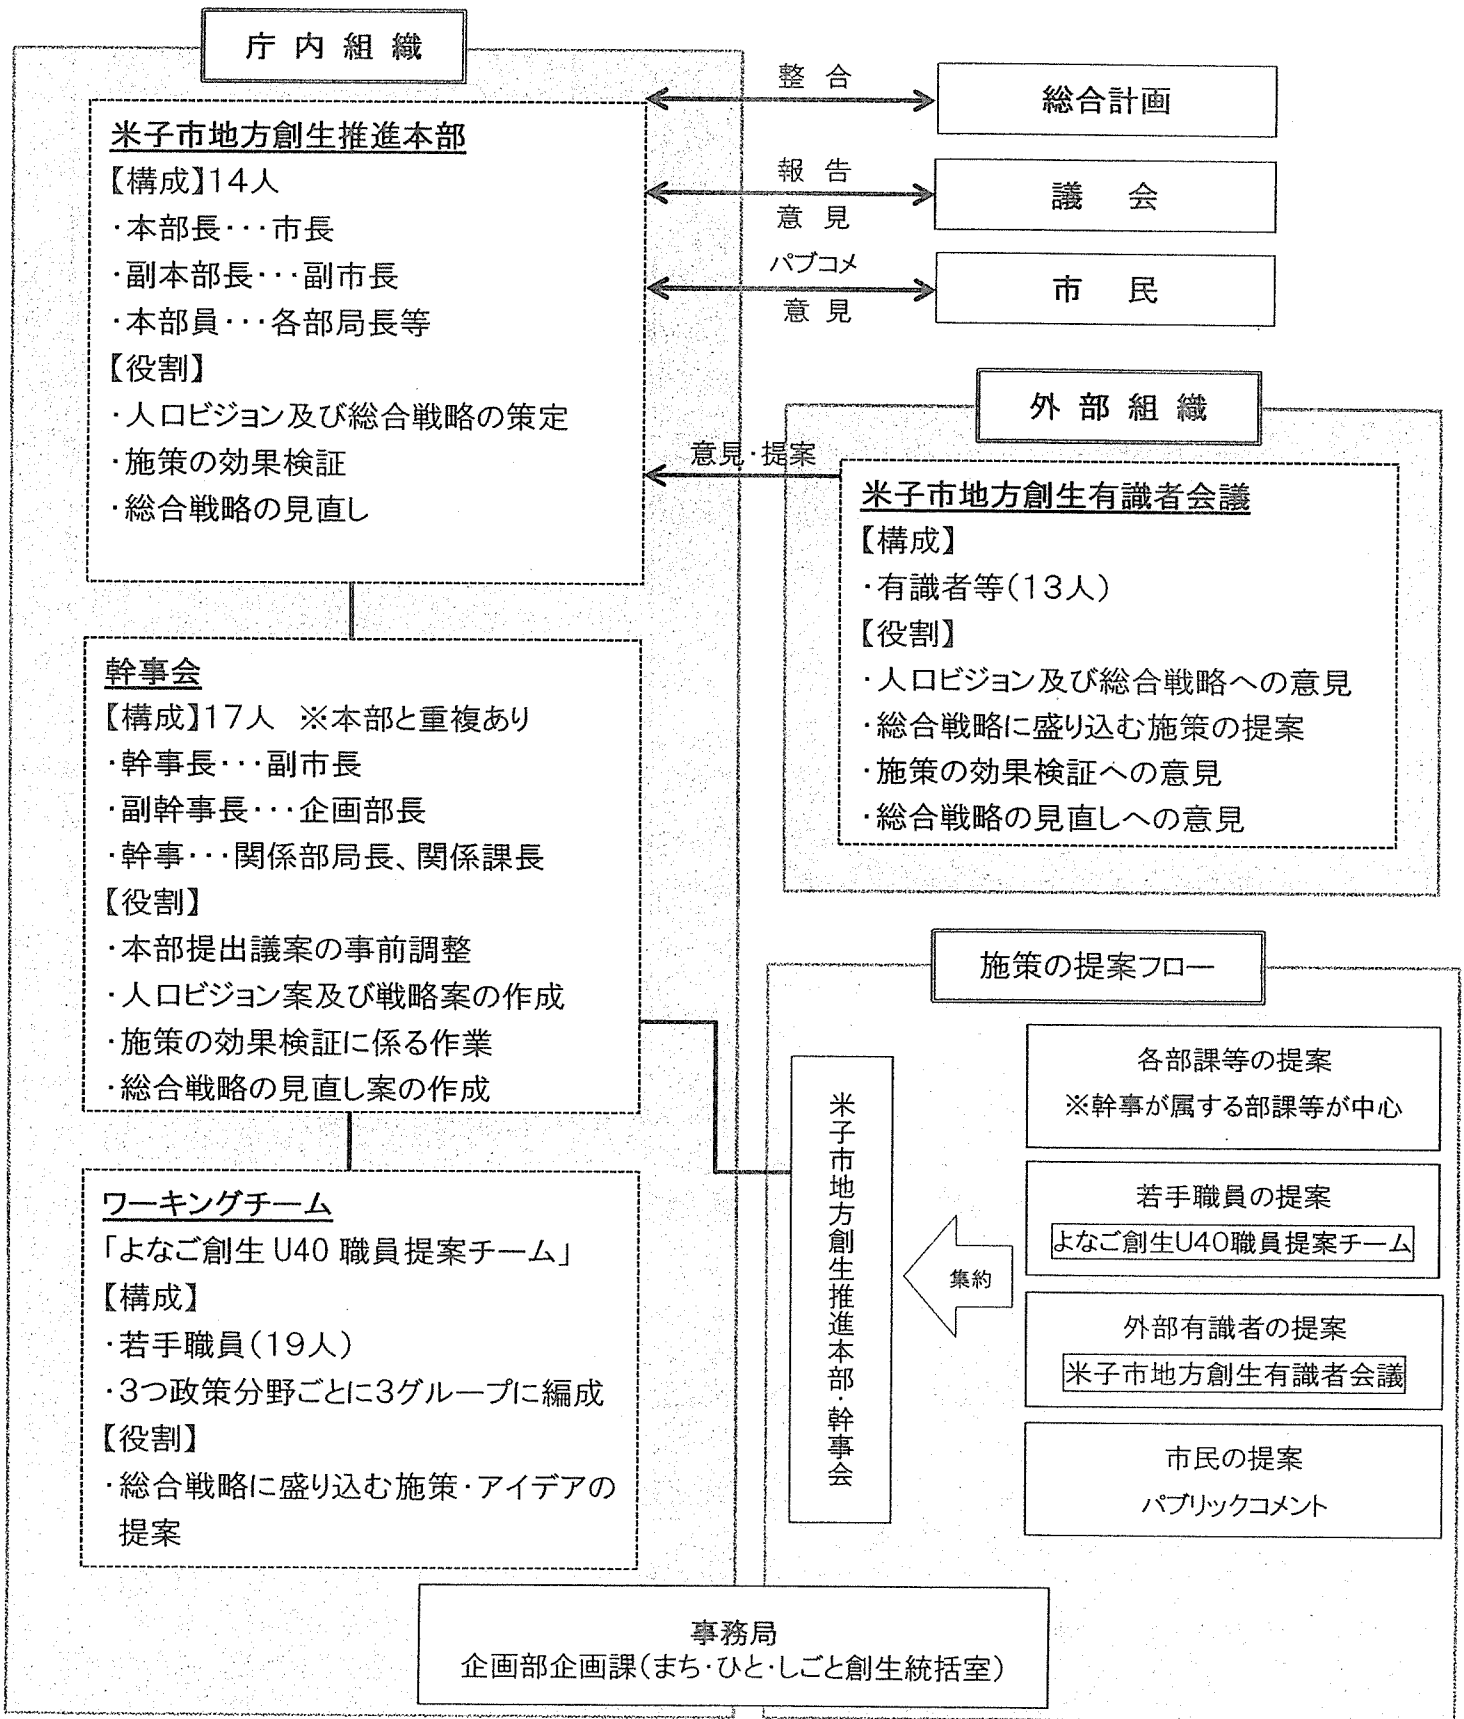 庁内組織
米子市地方創生推進本部
【構成】14人
・本部長・・・市長
・副本部長・・・副市長
・本部員・・・各部局長等
【役割】
・人口ビジョン及び総合戦略の策定
・施策の効果検証
・総合戦略の見直し
整合
総合計画
報告
意見
議会
パブコメ
意見
市民
外部組織
意見・提案
米子市地方創生有識者会議
【構成】
・有識者等(13人)
【役割】
・人口ビジョン及び総合戦略への意見
・総合戦略に盛り込む施策の提案
・施策の効果検証への意見
・総合戦略の見直しへの意見
幹事会
【構成】17人 ※本部と重複あり
・幹事長・・・副市長
・副幹事長・・・企画部長
・幹事・・・関係部局長、関係課長
【役割】
・本部提出議案の事前調整
・人口ビジョン案及び戦略案の作成
・施策の効果検証に係る作業
・総合戦略の見直し案の作成
ワーキングチーム
「よなご創生 U40 職員提案チーム」
【構成】
・若手職員(19人)
・3つ政策分野ごとに3グループに編成
【役割】
・総合戦略に盛り込む施策・アイデアの
提案
施策の提案フロー
米子市地方創生推進本部・幹事会
集約
各部課等の提案
※幹事が属する部課等が中心
若手職員の提案
よなご創生U40職員提案チーム
外部有識者の提案
米子市地方創生有識者会議
市民の提案
パブリックコメント
事務局
企画部企画課(まち・ひと・しごと創生統括室)